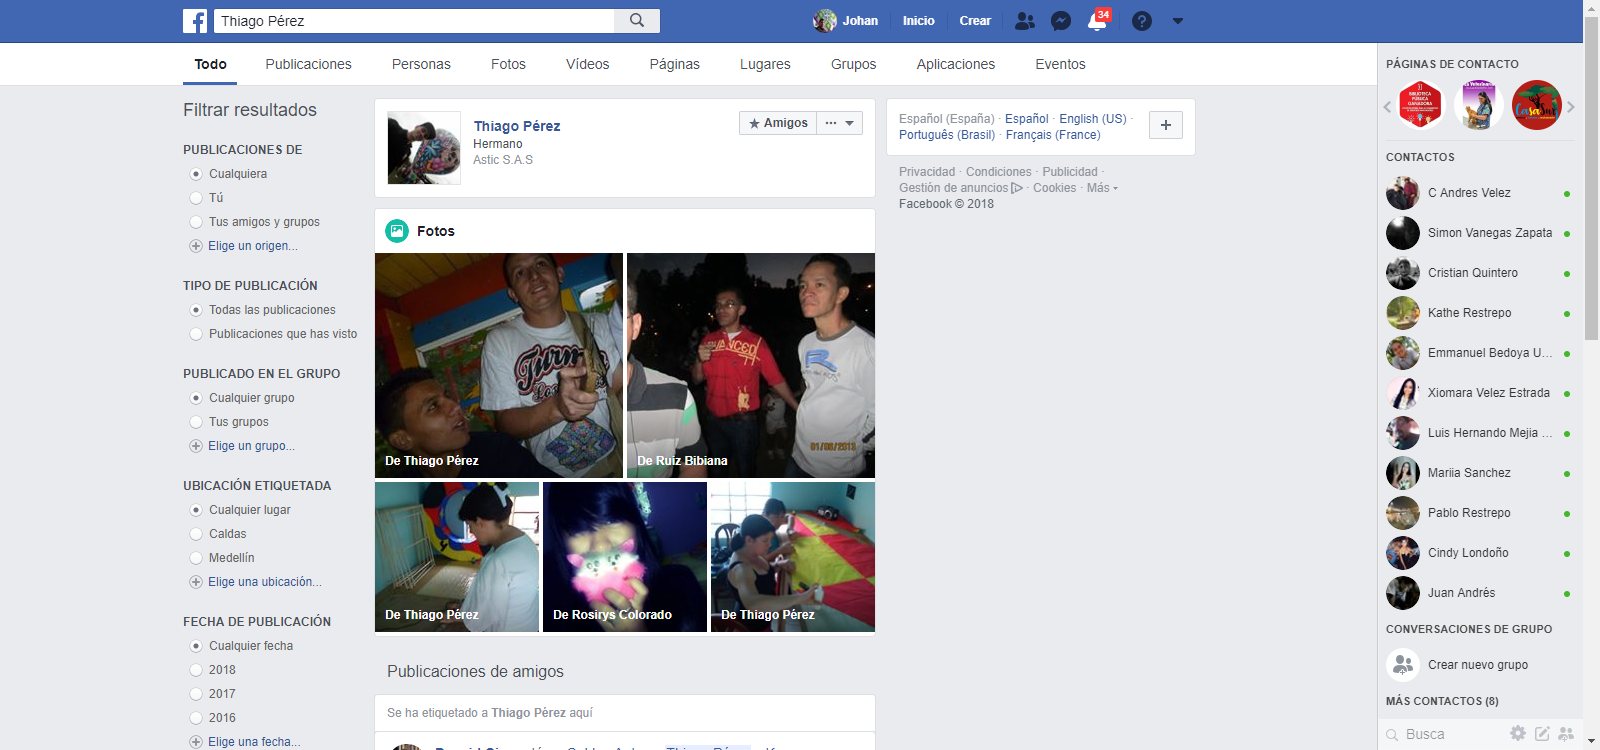 Thiago Pérez
Johan
Inicio
Crear
34
Todo
Publicaciones
Personas
Fotos
Vídeos
Páginas
Lugares
Grupos
Aplicaciones
Eventos
Filtrar resultados
PUBLICACIONES DE
Cualquiera
Tú
Tus amigos y grupos
Elige un origen...
TIPO DE PUBLICACIÓN
Todas las publicaciones
Publicaciones que has visto
PUBLICADO EN EL GRUPO
Cualquier grupo
Tus grupos
Elige un grupo...
UBICACIÓN ETIQUETADA
Cualquier lugar
Caldas
Medellín
Elige una ubicación...
FECHA DE PUBLICACIÓN
Cualquier fecha
2018
2017
2016
Elige una fecha...
Thiago Pérez
Hermano
Astic S.A.S
Amigos
Fotos
De Thiago Pérez
De Ruiz Bibiana
01/06/2013
De Thiago Pérez
De Rosirys Colorado
De Thiago Pérez
Publicaciones de amigos
Se ha etiquetado a Thiago Pérez aquí
Español (España) · Español · English (US) ·
Português (Brasil) · Français (France)
Privacidad · Condiciones · Publicidad ·
Gestión de anuncios · Cookies · Más
Facebook © 2018
PÁGINAS DE CONTACTO
CONTACTOS
C Andres Velez
Simon Vanegas Zapata
Cristian Quintero
Kathe Restrepo
Emmanuel Bedoya U...
Xiomara Velez Estrada
Luis Hernando Mejia ...
Mariia Sanchez
Pablo Restrepo
Cindy Londoño
Juan Andrés
CONVERSACIONES DE GRUPO
Crear nuevo grupo
MÁS CONTACTOS (8)
Busca